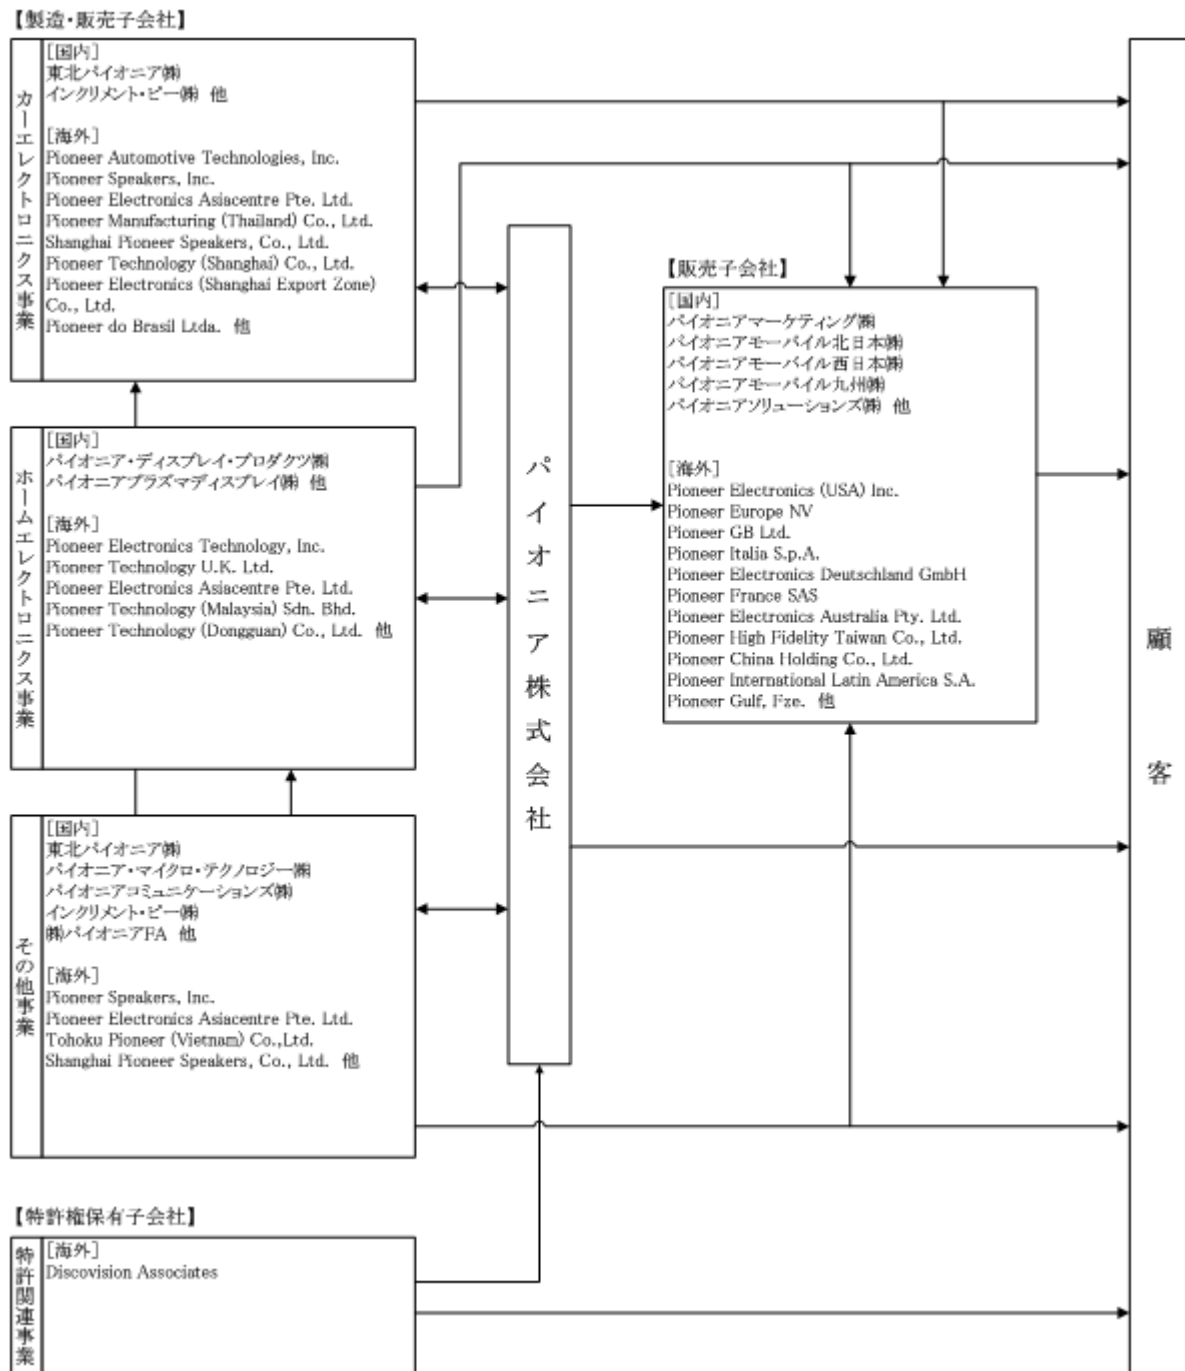 【製造・販売子会社】
カーエレクトロニクス事業
［国内］
東北パイオニア㈱
インクリメント・ピー㈱ 他
［海外］
Pioneer Automotive Technologies, Inc.
Pioneer Speakers, Inc.
Pioneer Electronics Asiacentre Pte. Ltd.
Pioneer Manufacturing (Thailand) Co., Ltd.
Shanghai Pioneer Speakers, Co., Ltd.
Pioneer Technology (Shanghai) Co., Ltd.
Pioneer Electronics (Shanghai Export Zone)
Co., Ltd.
Pioneer do Brasil Ltda. 他
ホームエレクトロニクス事業
［国内］
パイオニア・ディスプレイ・プロダクツ㈱
パイオニアプラズマディスプレイ㈱ 他
［海外］
Pioneer Electronics Technology, Inc.
Pioneer Technology U.K. Ltd.
Pioneer Electronics Asiacentre Pte. Ltd.
Pioneer Technology (Malaysia) Sdn. Bhd.
Pioneer Technology (Dongguan) Co., Ltd. 他
その他事業
［国内］
東北パイオニア㈱
パイオニア・マイクロ・テクノロジー㈱
パイオニアコミュニケーションズ㈱
インクリメント・ピー㈱
㈱パイオニアFA 他
［海外］
Pioneer Speakers, Inc.
Pioneer Electronics Asiacentre Pte. Ltd.
Tohoku Pioneer (Vietnam) Co.,Ltd.
Shanghai Pioneer Speakers, Co., Ltd. 他
【特許権保有子会社】
特許関連事業
［海外］
Discovision Associates
パイオニア株式会社
【販売子会社】
［国内］
パイオニアマーケティング㈱
パイオニアモーバイル北日本㈱
パイオニアモーバイル西日本㈱
パイオニアモーバイル九州㈱
パイオニアソリューションズ㈱ 他
［海外］
Pioneer Electronics (USA) Inc.
Pioneer Europe NV
Pioneer GB Ltd.
Pioneer Italia S.p.A.
Pioneer Electronics Deutschland GmbH
Pioneer France SAS
Pioneer Electronics Australia Pty. Ltd.
Pioneer High Fidelity Taiwan Co., Ltd.
Pioneer China Holding Co., Ltd.
Pioneer International Latin America S.A.
Pioneer Gulf, Fze. 他
顧客